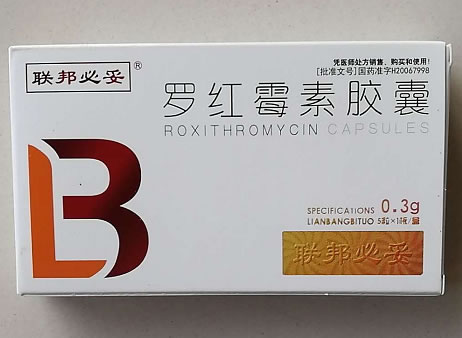 凭医师处方销售、购买和使用!
[批准文号]国药准字H20067998
联邦必妥®
罗红霉素胶囊
ROXITHROMYCIN CAPSULES
LB
SPECIFICATIONS 0.3g
LIANBANGBITUO 5粒×1板/盒
联邦必妥